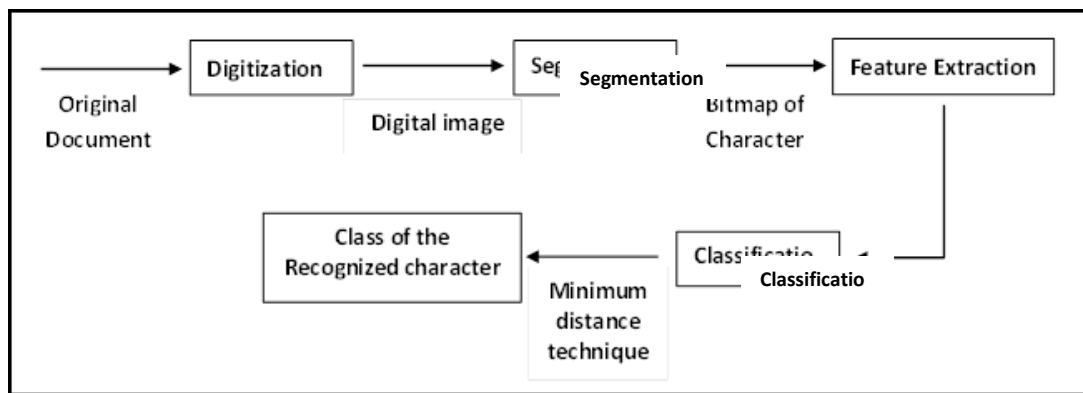 Digitization
Seg
Segmentation
Feature Extraction
Original
Document
Digital image
Bitmap of
Character
Class of the
Recognized character
Classificatio
Classificatio
Minimum
distance
technique